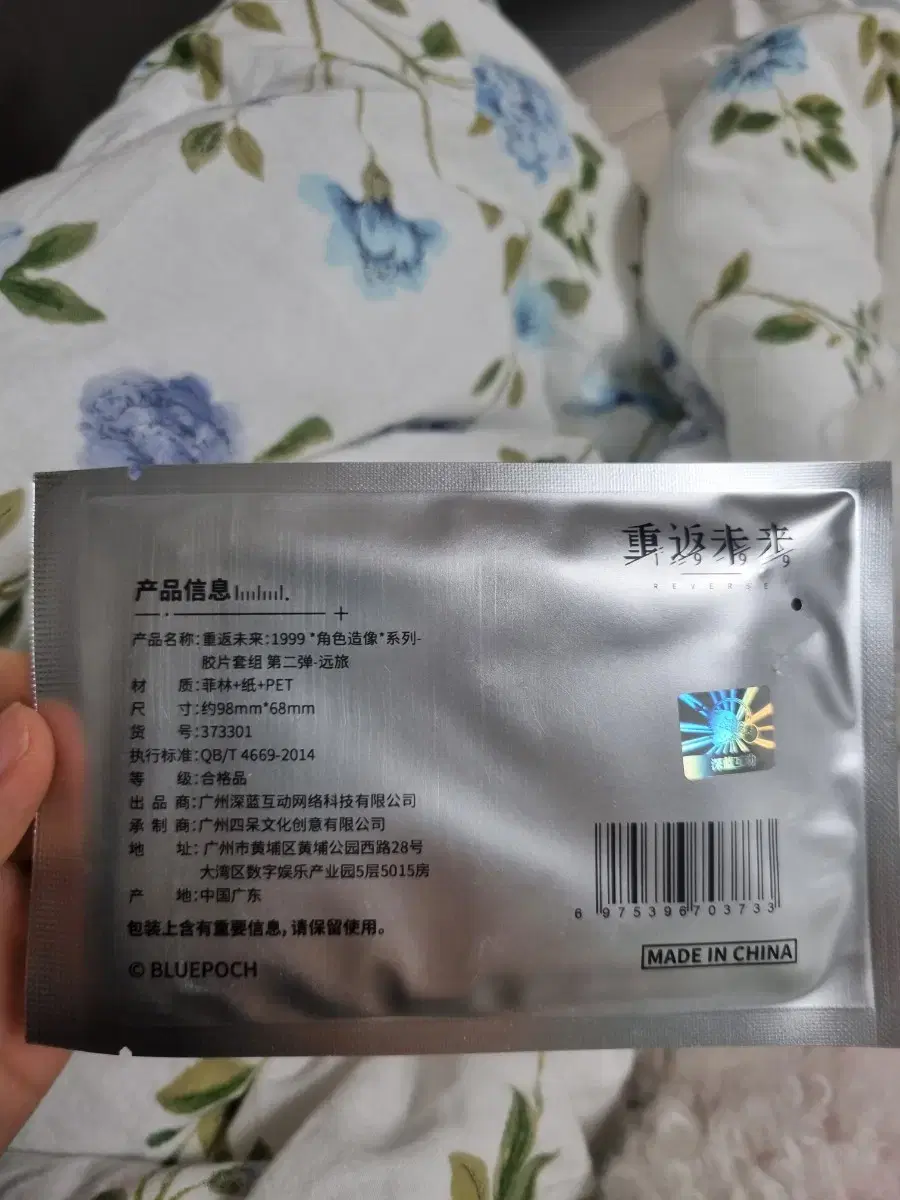 重返未来
1999
REVERSE
产品信息
产品名称:重返未来:1999 *角色造像*系列-
胶片套组 第二弹-远旅
材 质:菲林+纸+PET
尺 寸:约98mm*68mm
货 号:373301
执行标准:QB/T 4669-2014
等 级:合格品
出品商:广州深蓝互动网络科技有限公司
承制商:广州四呆文化创意有限公司
地 址: 广州市黄埔区黄埔公园西路28号
大湾区数字娱乐产业园5层5015房
产 地:中国广东
包装上含有重要信息,请保留使用。
© BLUEPOCH
深蓝互动
6 975396 703733
MADE IN CHINA